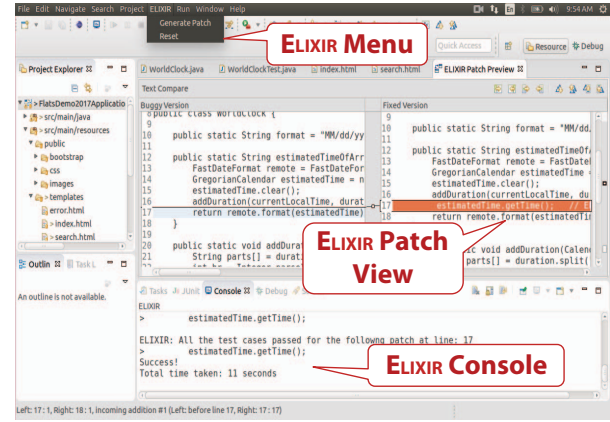 File Edit Navigate Search Project ELIXIR Run Window Help
En
9:54 AM
Generate Patch
Reset
ELIXIR Menu
Quick Access
Resource
Debug
Project Explorer
WorldClock.java
WorldClockTest.java
index.html
search.html
ELIXIR Patch Preview
Text Compare
> FlatsDemo2017Applicatio
> src/main/java
> src/main/resources
public
bootstrap
css
images
> templates
error.html
> index.html
> search.html
Buggy Version
Fixed Version
8 public class WorldClock {
9
10 public static String format = "MM/dd/yy
11
12 public static String estimatedTimeOfArr
13 FastDateFormat remote = FastDateFor
14 GregorianCalendar estimatedTime = n
15 estimatedTime.clear();
16 addDuration(currentLocalTime, durat
17 return remote.format(estimatedTime)
18 }
19
20 public static void addDurat
21 String parts[] = durati
9
10 public static String format = "MM/dd.
11
12 public static String estimatedTimeOfA
13 FastDateFormat remote = FastDateF
14 GregorianCalendar estimatedTime =
15 estimatedTime.clear();
16 addDuration(currentLocalTime, du
17 estimatedTime.getTime(); // E
18 return remote.format(estimatedTi
void addDuration(Calen
parts[] = duration.split(
ELIXIR Patch
View
Outlin
Task L
An outline is not available.
Tasks
JUnit
Console
Debug
ELIXIR
> estimatedTime.getTime();
ELIXIR: All the test cases passed for the followng patch at line: 17
> estimatedTime.getTime();
Success!
Total time taken: 11 seconds
ELIXIR Console
Left: 17 : 1, Right: 18 : 1, incoming addition #1 (Left: before line 17, Right: 17 : 17)